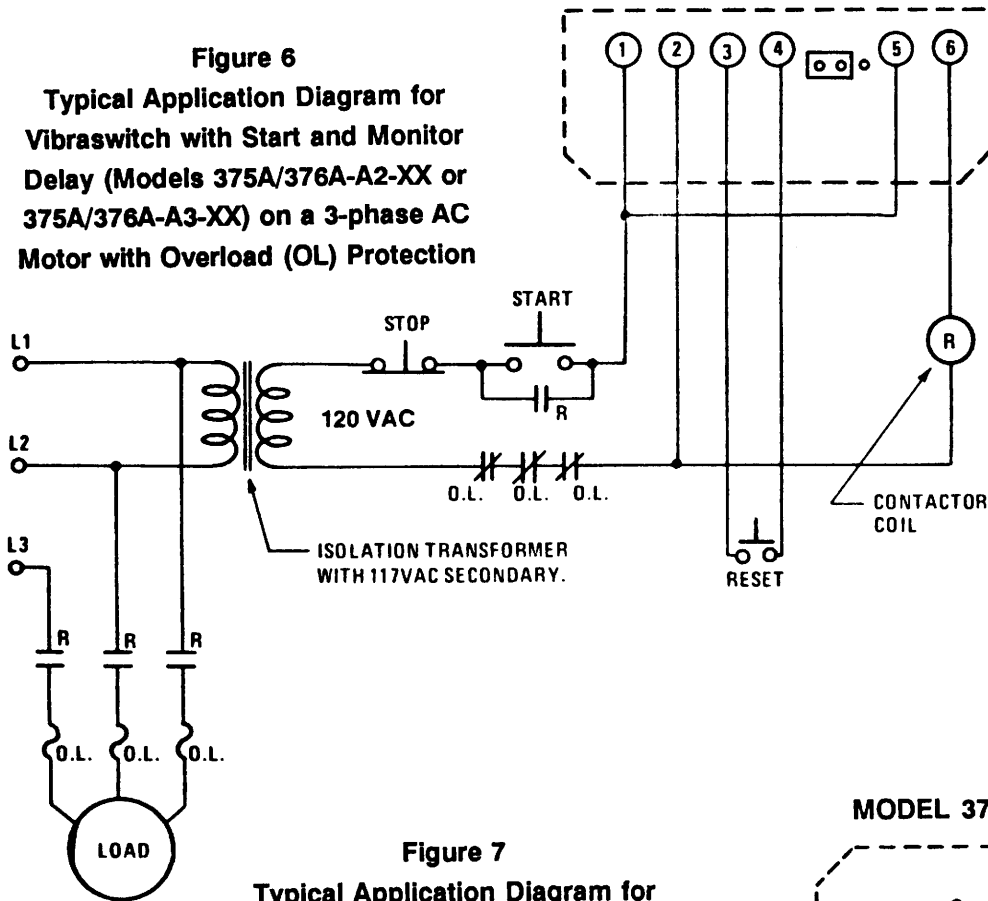 Figure 6
Typical Application Diagram for
Vibraswitch with Start and Monitor
Delay (Models 375A/376A-A2-XX or
375A/376A-A3-XX) on a 3-phase AC
Motor with Overload (OL) Protection
1 2 3 4 5 6
START
STOP
L1
R
R
120 VAC
L2
O.L. O.L. O.L.
CONTACTOR
COIL
L3
ISOLATION TRANSFORMER
WITH 117VAC SECONDARY.
RESET
R R R
O.L. O.L. O.L.
LOAD
MODEL 37
Figure 7
Typical Application Diagram for